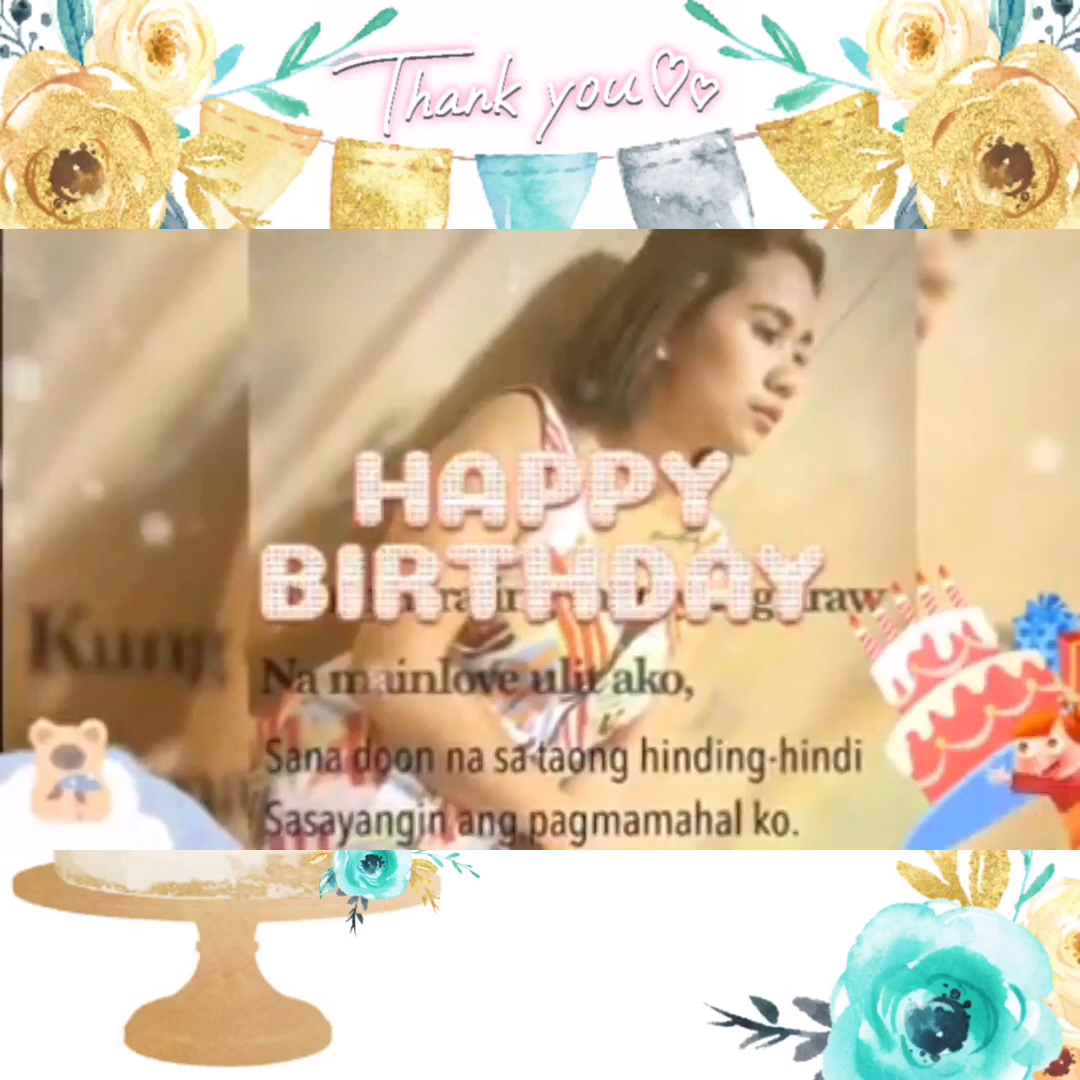 Thank you
HAPPY
BIRTHDAY
Kung
Na mainlove ulit ako,
Sana doon na sa taong hinding-hindi
Sasayangin ang pagmamahal ko.